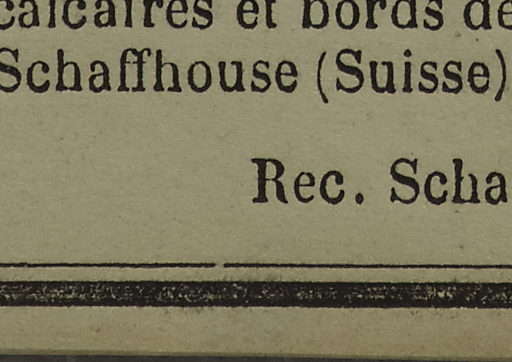 calcaires et bords de
Schaffhouse (Suisse)
Rec. Scha